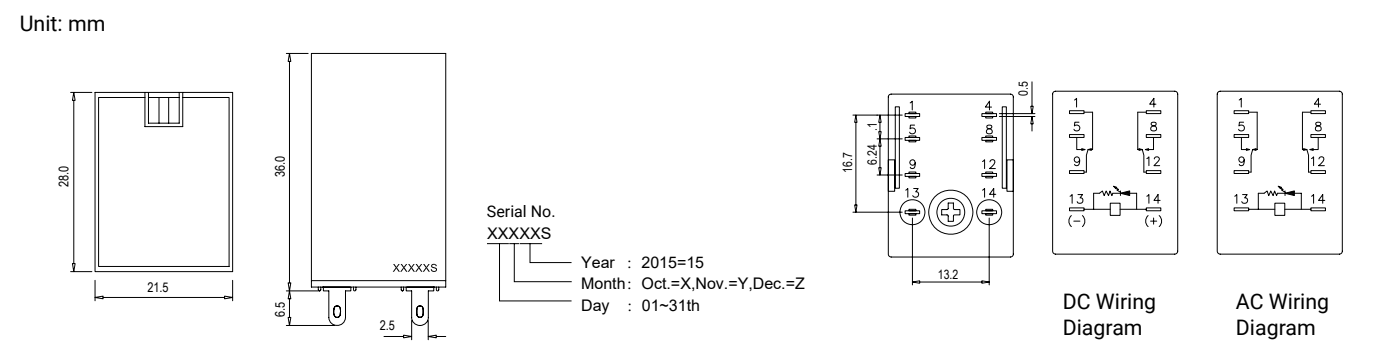 Unit: mm
28.0
21.5
36.0
XXXXXS
6.5
2.5
Serial No.
XXXXXS
Year : 2015=15
Month: Oct.=X,Nov.=Y,Dec.=Z
Day : 01~31th
0.5
1 4
5 8
9 12
13 14
16.7
6.24
13.2
1 4
5 8
9 12
13 14
(−) (+)
DC Wiring
Diagram
1 4
5 8
9 12
13 14
AC Wiring
Diagram